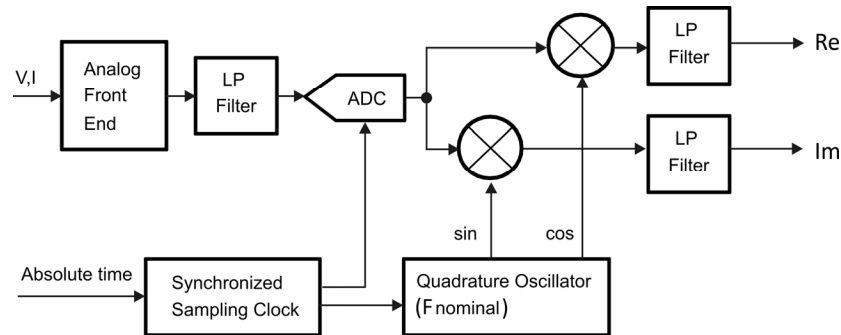 V,I
Analog
Front
End
LP
Filter
ADC
LP
Filter
Re
LP
Filter
Im
sin
cos
Absolute time
Synchronized
Sampling Clock
Quadrature Oscillator
(Fnominal)